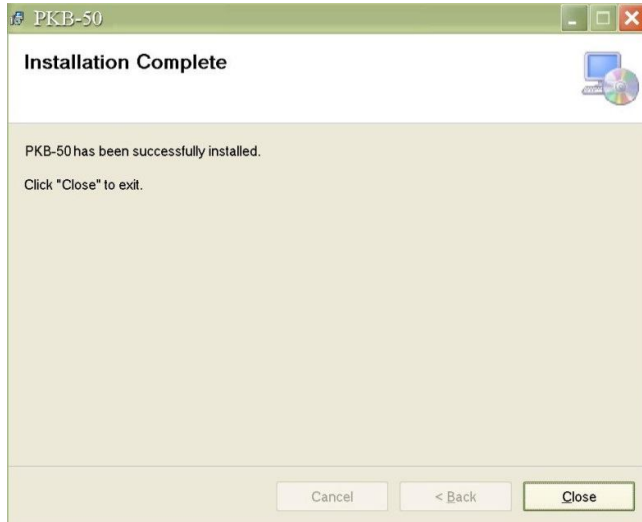 PKB-50
Installation Complete
PKB-50 has been successfully installed.
Click "Close" to exit.
Cancel
< Back
Close